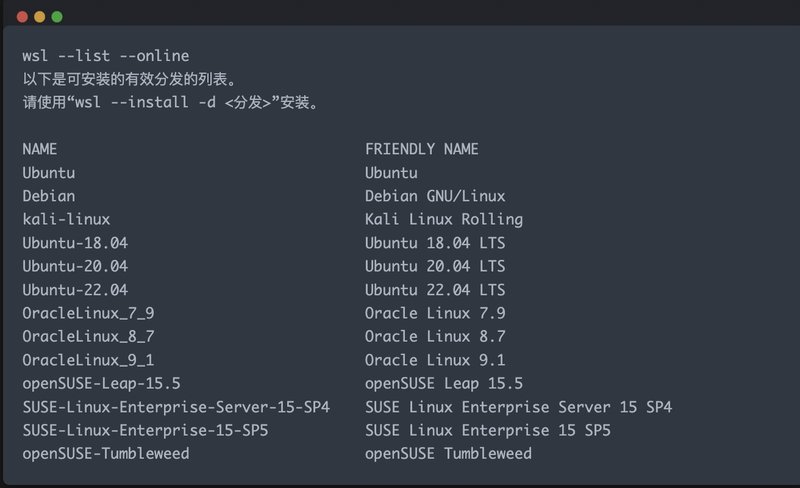 wsl --list --online
以下是可安装的有效分发的列表。
请使用“wsl --install -d <分发>”安装。
NAME FRIENDLY NAME
Ubuntu Ubuntu
Debian Debian GNU/Linux
kali-linux Kali Linux Rolling
Ubuntu-18.04 Ubuntu 18.04 LTS
Ubuntu-20.04 Ubuntu 20.04 LTS
Ubuntu-22.04 Ubuntu 22.04 LTS
OracleLinux_7_9 Oracle Linux 7.9
OracleLinux_8_7 Oracle Linux 8.7
OracleLinux_9_1 Oracle Linux 9.1
openSUSE-Leap-15.5 openSUSE Leap 15.5
SUSE-Linux-Enterprise-Server-15-SP4 SUSE Linux Enterprise Server 15 SP4
SUSE-Linux-Enterprise-15-SP5 SUSE Linux Enterprise 15 SP5
openSUSE-Tumbleweed openSUSE Tumbleweed